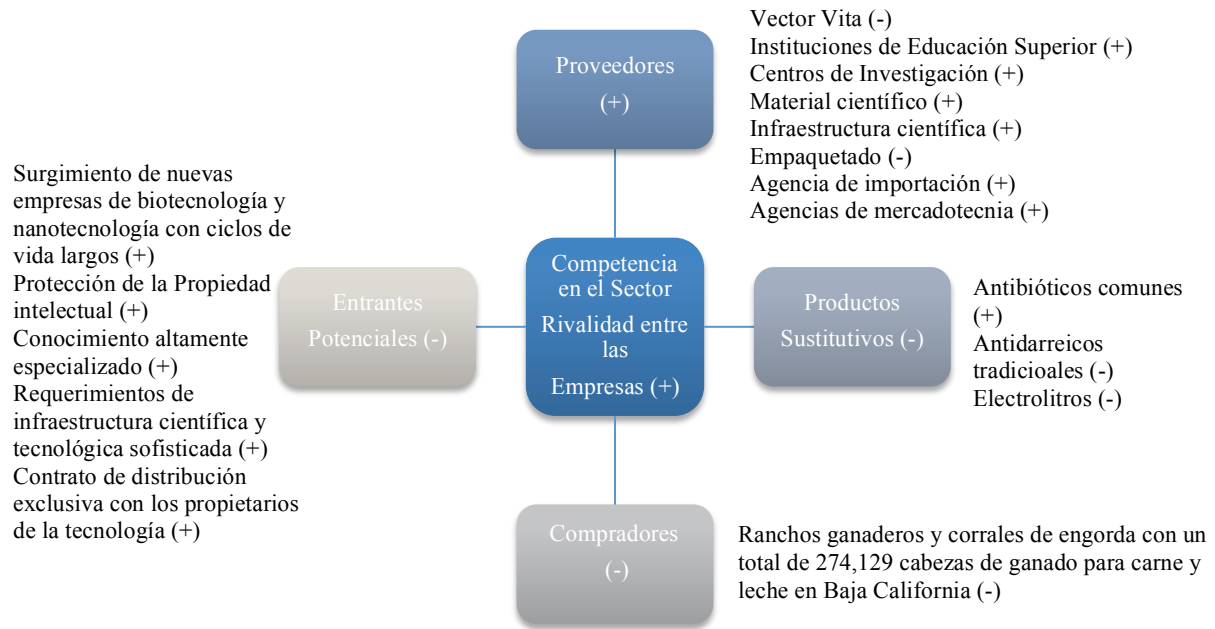 Vector Vita (-)
Instituciones de Educación Superior (+)
Centros de Investigación (+)
Material científico (+)
Infraestructura científica (+)
Empaquetado (-)
Agencia de importación (+)
Agencias de mercadotecnia (+)
Proveedores
(+)
Surgimiento de nuevas
empresas de biotecnología y
nanotecnología con ciclos de
vida largos (+)
Protección de la Propiedad
intelectual (+)
Conocimiento altamente
especializado (+)
Requerimientos de
infraestructura científica y
tecnológica sofisticada (+)
Contrato de distribución
exclusiva con los propietarios
de la tecnología (+)
Entrantes
Potenciales (-)
Competencia
en el Sector
Rivalidad entre
las
Empresas (+)
Productos
Sustitutivos (-)
Antibióticos comunes
(+)
Antidarreicos
tradicioales (-)
Electrolitros (-)
Compradores
(-)
Ranchos ganaderos y corrales de engorda con un
total de 274,129 cabezas de ganado para carne y
leche en Baja California (-)